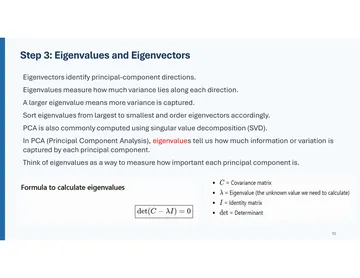 Step 3: Eigenvalues and Eigenvectors
Eigenvectors identify principal-component directions.
Eigenvalues measure how much variance lies along each direction.
A larger eigenvalue means more variance is captured.
Sort eigenvalues from largest to smallest and order eigenvectors accordingly.
PCA is also commonly computed using singular value decomposition (SVD).
In PCA (Principal Component Analysis), eigenvalues tell us how much information or variation is
captured by each principal component.
Think of eigenvalues as a way to measure how important each principal component is.
Formula to calculate eigenvalues
det(C − λI) = 0
• C = Covariance matrix
• λ = Eigenvalue (the unknown value we need to calculate)
• I = Identity matrix
• det = Determinant